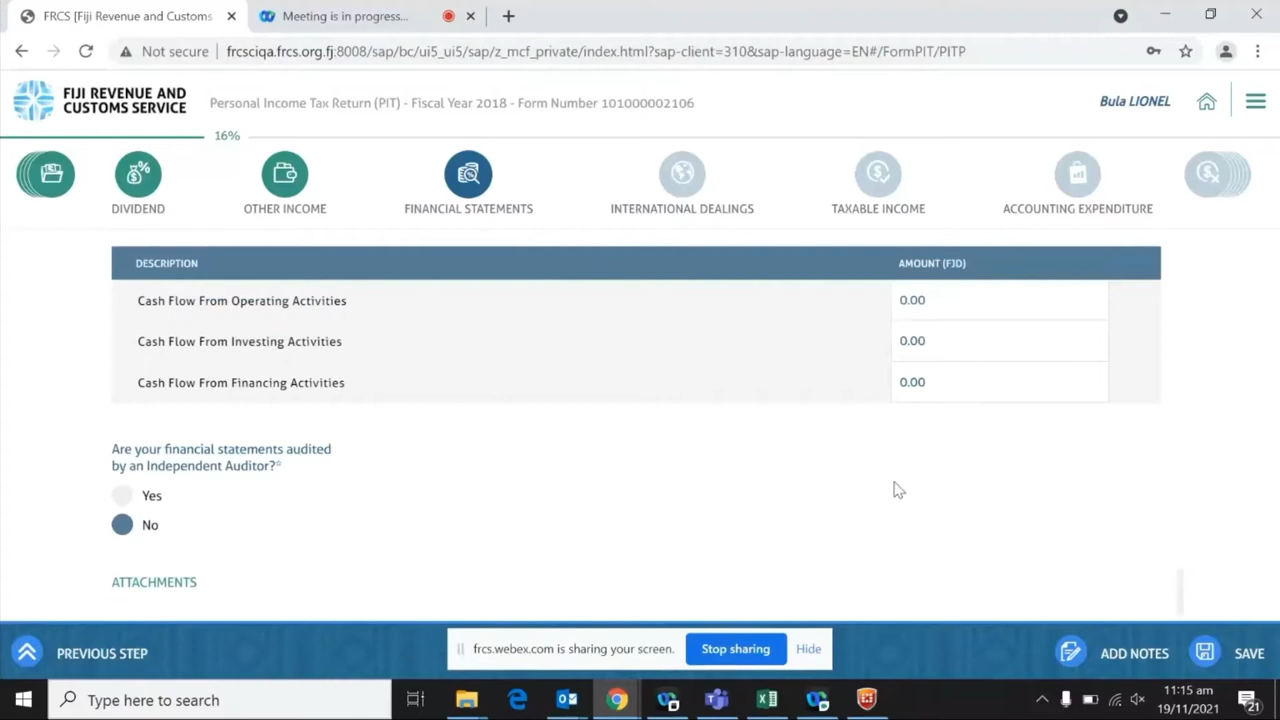 FRCS [Fiji Revenue and Customs
Meeting is in progress...
Not secure
frcsciqa.frcs.org.fj:8008/sap/bc/ui5_ui5/sap/z_mcf_private/index.html?sap-client=310&sap-language=EN#/FormPIT/PITP
FIJI REVENUE AND
CUSTOMS SERVICE
Personal Income Tax Return (PIT) - Fiscal Year 2018 - Form Number 101000002106
Bula LIONEL
16%
DIVIDEND
OTHER INCOME
FINANCIAL STATEMENTS
INTERNATIONAL DEALINGS
TAXABLE INCOME
ACCOUNTING EXPENDITURE
DESCRIPTION
AMOUNT (FJD)
Cash Flow From Operating Activities
0.00
Cash Flow From Investing Activities
0.00
Cash Flow From Financing Activities
0.00
Are your financial statements audited
by an Independent Auditor?*
Yes
No
ATTACHMENTS
PREVIOUS STEP
frcs.webex.com is sharing your screen.
Stop sharing
Hide
ADD NOTES
SAVE
Type here to search
11:15 am
19/11/2021
21